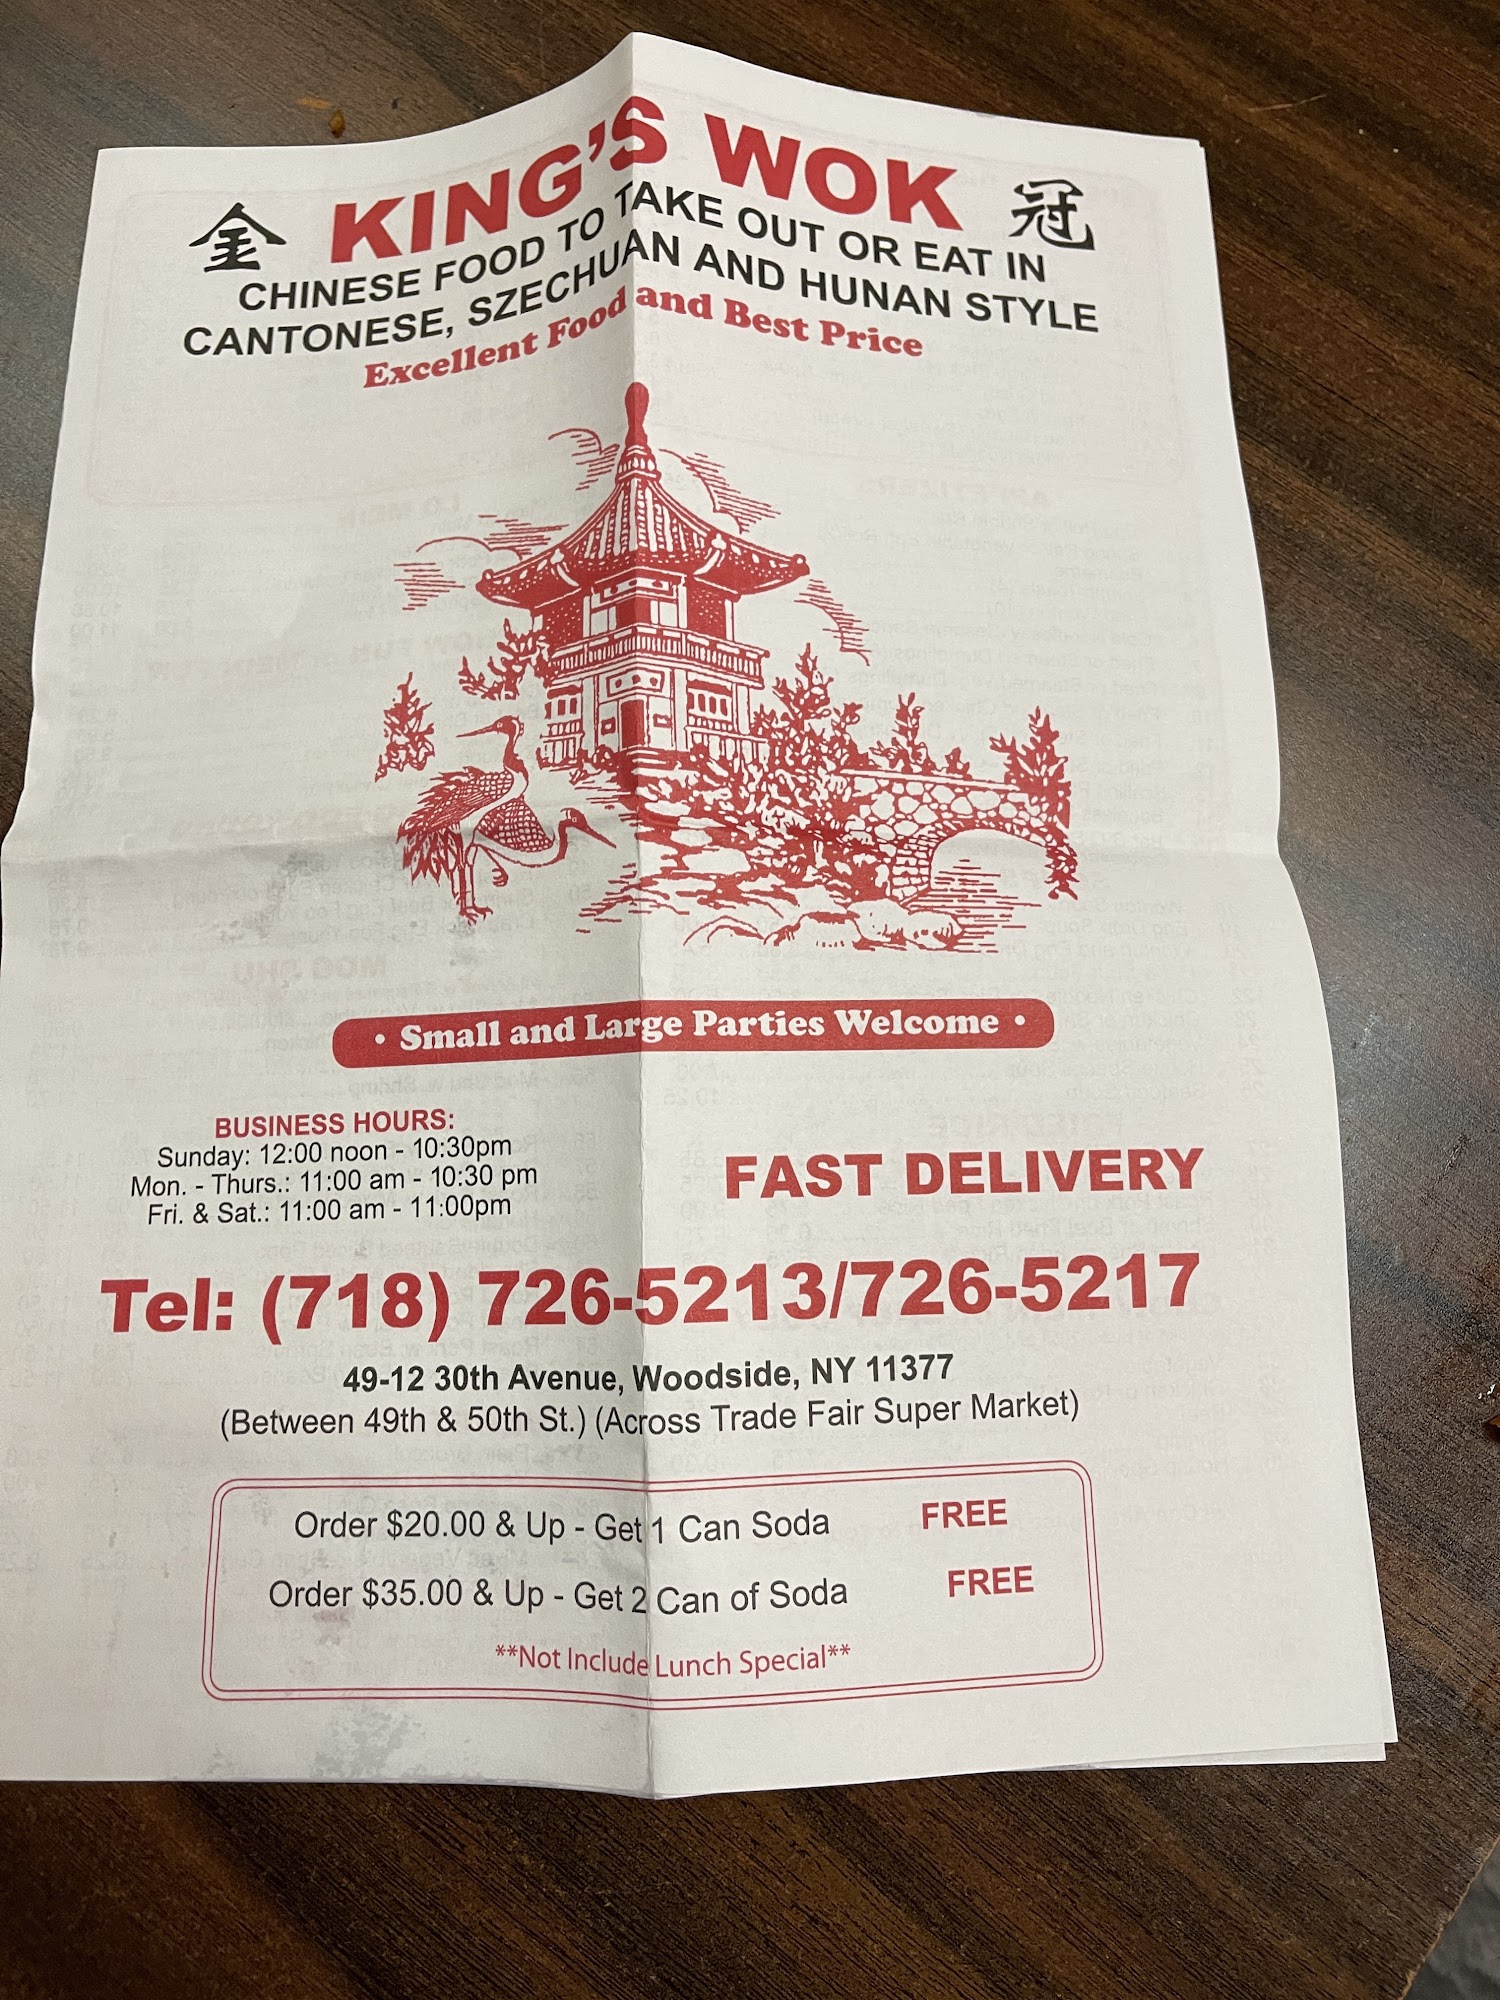 金 KING'S WOK 冠
CHINESE FOOD TO TAKE OUT OR EAT IN
CANTONESE, SZECHUAN AND HUNAN STYLE
Excellent Food and Best Price
• Small and Large Parties Welcome •
BUSINESS HOURS:
Sunday: 12:00 noon - 10:30pm
Mon. - Thurs.: 11:00 am - 10:30 pm
Fri. & Sat.: 11:00 am - 11:00pm
FAST DELIVERY
Tel: (718) 726-5213/726-5217
49-12 30th Avenue, Woodside, NY 11377
(Between 49th & 50th St.) (Across Trade Fair Super Market)
Order $20.00 & Up - Get 1 Can Soda FREE
Order $35.00 & Up - Get 2 Can of Soda FREE
**Not Include Lunch Special**